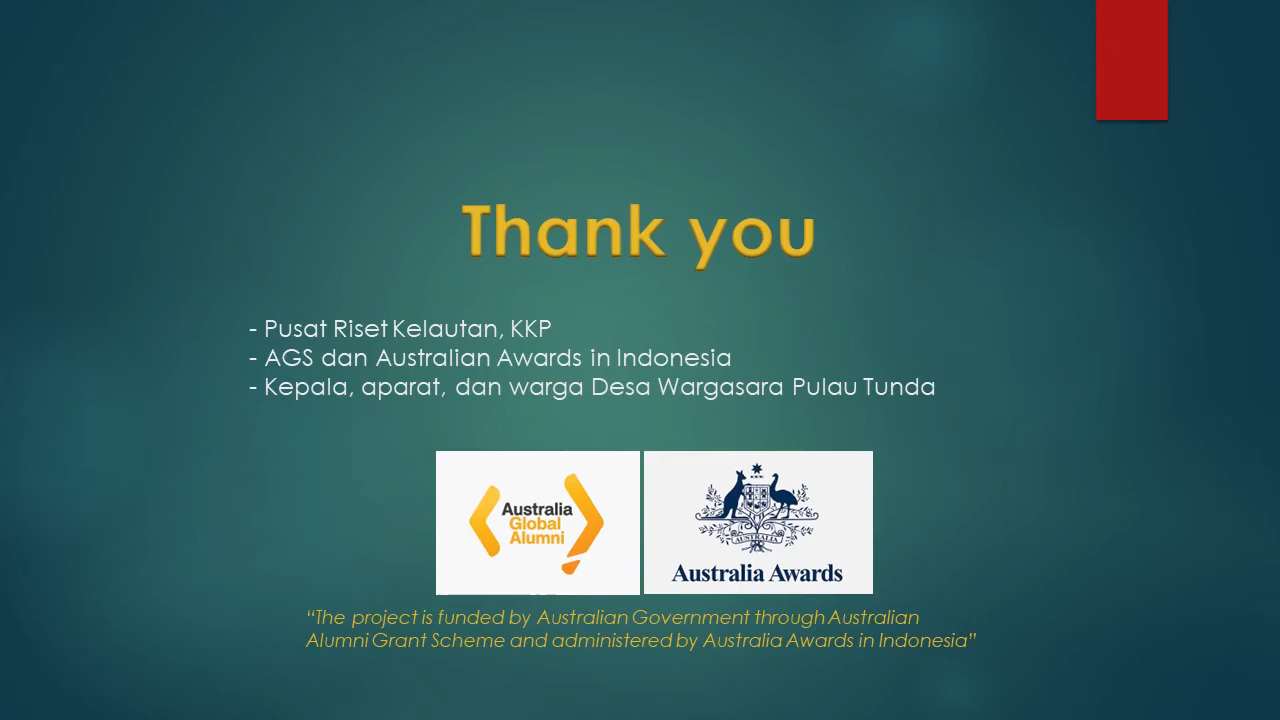 Thank you
- Pusat Riset Kelautan, KKP
- AGS dan Australian Awards in Indonesia
- Kepala, aparat, dan warga Desa Wargasara Pulau Tunda
Australia
Global
Alumni
AUSTRALIA
Australia Awards
“The project is funded by Australian Government through Australian
Alumni Grant Scheme and administered by Australia Awards in Indonesia”